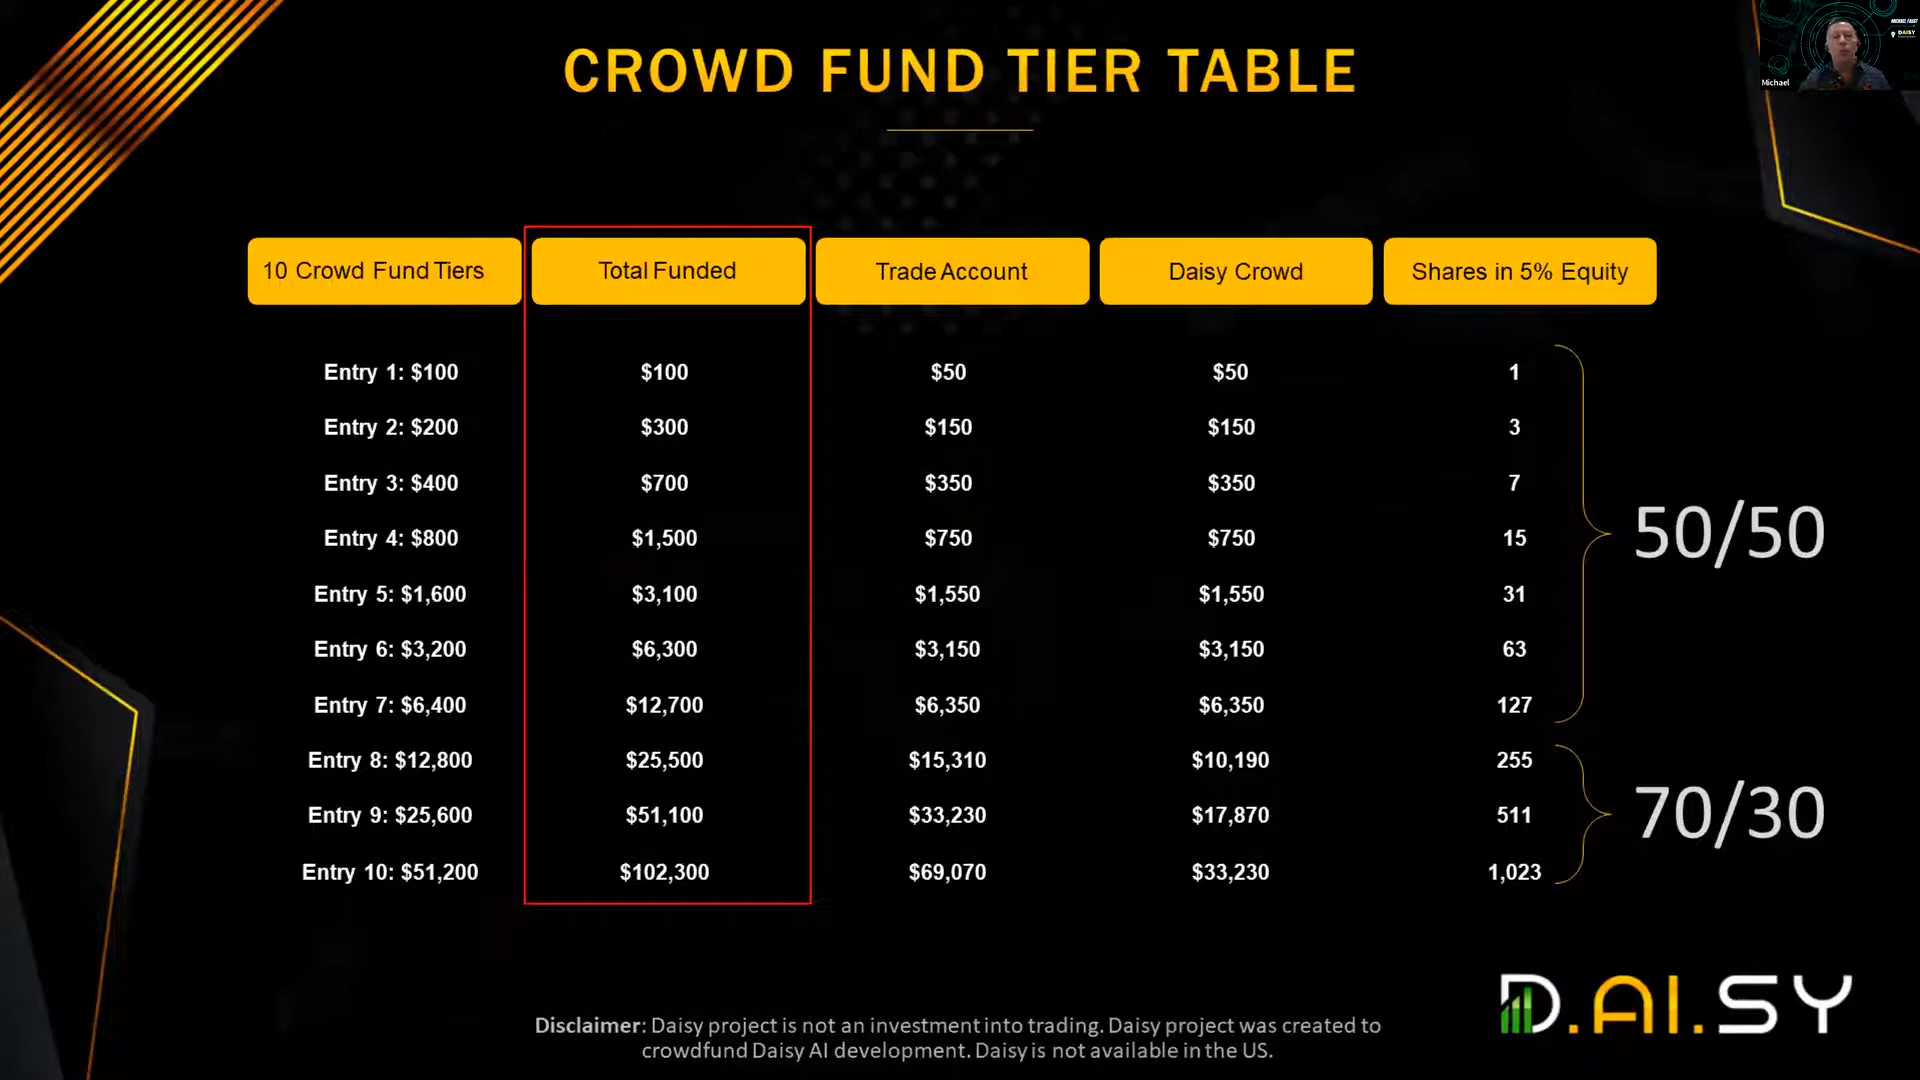 CROWD FUND TIER TABLE
MICHAEL FAUST
DAISY
Michael
10 Crowd Fund Tiers Total Funded Trade Account Daisy Crowd Shares in 5% Equity
Entry 1: $100 $100 $50 $50 1
Entry 2: $200 $300 $150 $150 3
Entry 3: $400 $700 $350 $350 7
Entry 4: $800 $1,500 $750 $750 15
50/50
Entry 5: $1,600 $3,100 $1,550 $1,550 31
Entry 6: $3,200 $6,300 $3,150 $3,150 63
Entry 7: $6,400 $12,700 $6,350 $6,350 127
Entry 8: $12,800 $25,500 $15,310 $10,190 255
Entry 9: $25,600 $51,100 $33,230 $17,870 511
70/30
Entry 10: $51,200 $102,300 $69,070 $33,230 1,023
D.AI.SY
Disclaimer: Daisy project is not an investment into trading. Daisy project was created to
crowdfund Daisy AI development. Daisy is not available in the US.